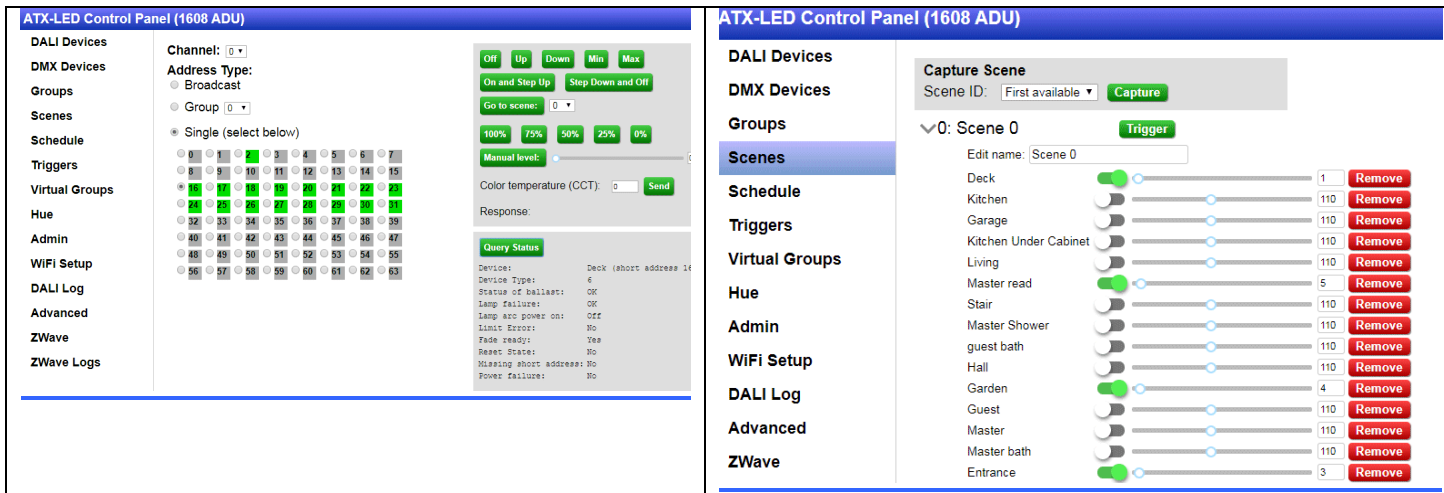 ATX-LED Control Panel (1608 ADU)
DALI Devices
DMX Devices
Groups
Scenes
Schedule
Triggers
Virtual Groups
Hue
Admin
WiFi Setup
DALI Log
Advanced
ZWave
ZWave Logs
Channel: 0
Address Type:
Broadcast
Group 0
Single (select below)
0 1 2 3 4 5 6 7
8 9 10 11 12 13 14 15
16 17 18 19 20 21 22 23
24 25 26 27 28 29 30 31
32 33 34 35 36 37 38 39
40 41 42 43 44 45 46 47
48 49 50 51 52 53 54 55
56 57 58 59 60 61 62 63
Off Up Down Min Max
On and Step Up Step Down and Off
Go to scene: 0
100% 75% 50% 25% 0%
Manual level:
Color temperature (CCT): 0 Send
Response:
Query Status
Device: Deck (short address 16
Device Type: 6
Status of ballast: OK
Lamp failure: OK
Lamp arc power on: Off
Limit Error: No
Fade ready: Yes
Reset State: No
Missing short address: No
Power failure: No
ATX-LED Control Panel (1608 ADU)
DALI Devices
DMX Devices
Groups
Scenes
Schedule
Triggers
Virtual Groups
Hue
Admin
WiFi Setup
DALI Log
Advanced
ZWave
Capture Scene
Scene ID: First available Capture
0: Scene 0 Trigger
Edit name: Scene 0
Deck 1 Remove
Kitchen 110 Remove
Garage 110 Remove
Kitchen Under Cabinet 110 Remove
Living 110 Remove
Master read 5 Remove
Stair 110 Remove
Master Shower 110 Remove
guest bath 110 Remove
Hall 110 Remove
Garden 4 Remove
Guest 110 Remove
Master 110 Remove
Master bath 110 Remove
Entrance 3 Remove